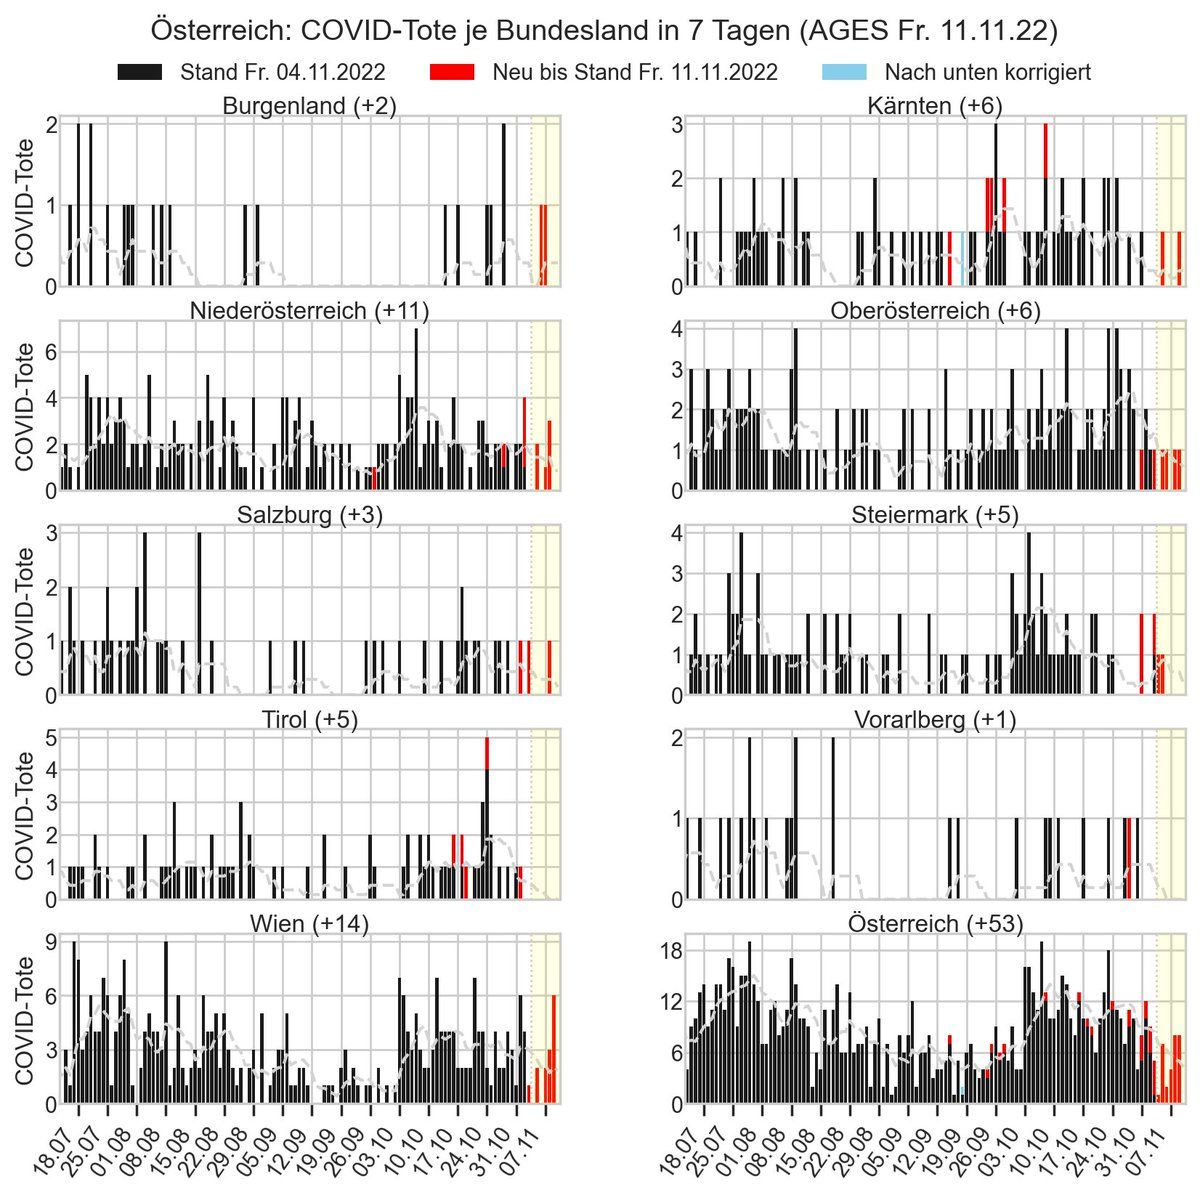 Österreich: COVID-Tote je Bundesland in 7 Tagen (AGES Fr. 11.11.22)
Stand Fr. 04.11.2022 Neu bis Stand Fr. 11.11.2022 Nach unten korrigiert
Burgenland (+2)
COVID-Tote
2
1
0
Kärnten (+6)
3
2
1
0
Niederösterreich (+11)
COVID-Tote
6
4
2
0
Oberösterreich (+6)
4
3
2
1
0
Salzburg (+3)
COVID-Tote
3
2
1
0
Steiermark (+5)
4
3
2
1
0
Tirol (+5)
COVID-Tote
5
4
3
2
1
0
Vorarlberg (+1)
2
1
0
Wien (+14)
COVID-Tote
9
6
3
0
18.07 25.07 01.08 08.08 15.08 22.08 29.08 05.09 12.09 19.09 26.09 03.10 10.10 17.10 24.10 31.10 07.11
Österreich (+53)
18
12
6
0
18.07 25.07 01.08 08.08 15.08 22.08 29.08 05.09 12.09 19.09 26.09 03.10 10.10 17.10 24.10 31.10 07.11